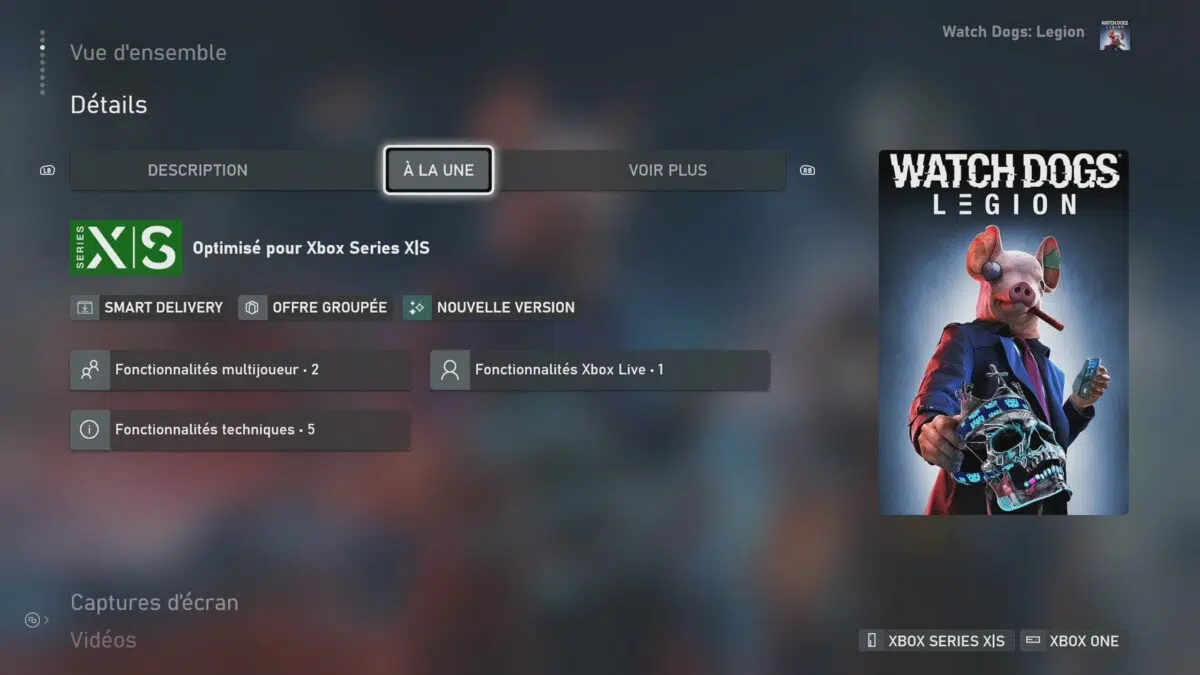 Vue d'ensemble
Watch Dogs: Legion
Détails
LB
DESCRIPTION
À LA UNE
VOIR PLUS
RB
WATCH DOGS
LEGION
SERIES X|S
Optimisé pour Xbox Series X|S
SMART DELIVERY
OFFRE GROUPÉE
NOUVELLE VERSION
Fonctionnalités multijoueur • 2
Fonctionnalités Xbox Live • 1
Fonctionnalités techniques • 5
Captures d'écran
Vidéos
XBOX SERIES X|S
XBOX ONE